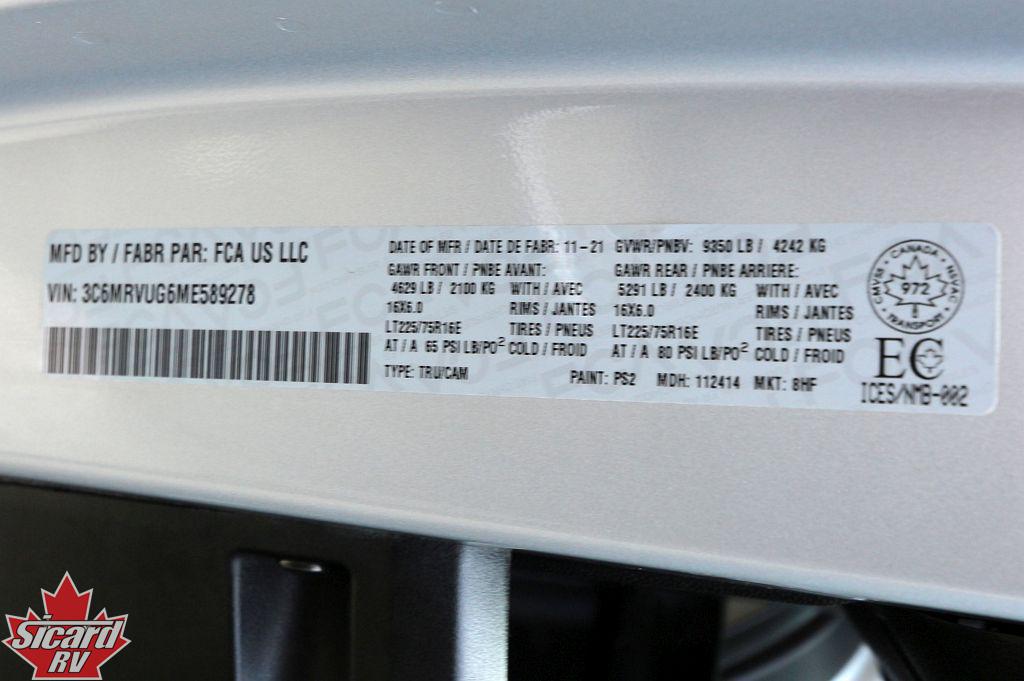 MFD BY / FABR PAR: FCA US LLC
VIN: 3C6MRVUG6ME589278
DATE OF MFR / DATE DE FABR: 11-21
GVWR/PNBV: 9350 LB / 4242 KG
GAWR FRONT / PNBE AVANT:
4629 LB / 2100 KG WITH / AVEC
16X6.0 RIMS / JANTES
LT225/75R16E TIRES / PNEUS
AT / A 65 PSI LB/PO² COLD / FROID
GAWR REAR / PNBE ARRIERE:
5291 LB / 2400 KG WITH / AVEC
16X6.0 RIMS / JANTES
LT225/75R16E TIRES / PNEUS
AT / A 80 PSI LB/PO² COLD / FROID
TYPE: TRU/CAM PAINT: PS2 MDH: 112414 MKT: 8HF
CANADA
CMVSS NSVAC
972
TRANSPORT
EC
ICES/NMB-002
Sicard
RV